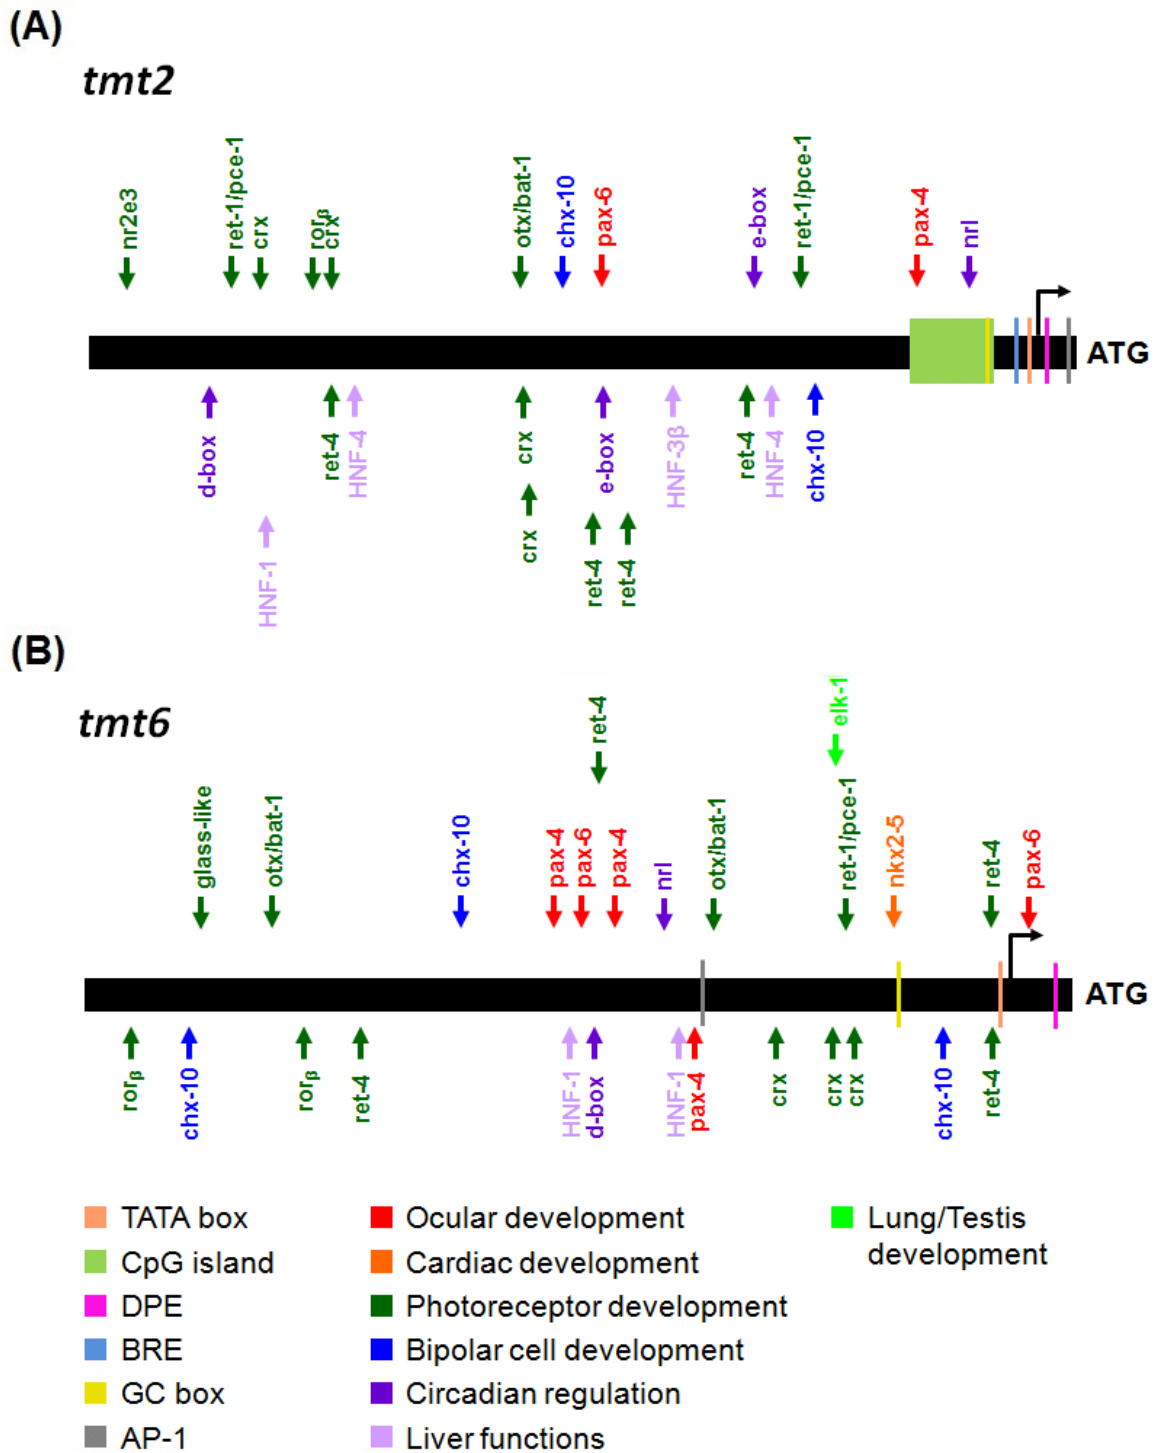 (A)
tmt2
nr2e3
ret-1/pce-1
crx
rorβ
crx
otx/bat-1
chx-10
pax-6
e-box
ret-1/pce-1
pax-4
nrl
ATG
d-box
HNF-1
ret-4
HNF-4
crx
crx
ret-4
e-box
ret-4
HNF-3β
ret-4
HNF-4
chx-10
(B)
tmt6
glass-like
otx/bat-1
chx-10
pax-4
pax-6
ret-4
pax-4
nrl
otx/bat-1
elk-1
ret-1/pce-1
nkx2-5
ret-4
pax-6
ATG
rorβ
chx-10
rorβ
ret-4
HNF-1
d-box
HNF-1
pax-4
crx
crx
crx
chx-10
ret-4
TATA box
CpG island
DPE
BRE
GC box
AP-1
Ocular development
Cardiac development
Photoreceptor development
Bipolar cell development
Circadian regulation
Liver functions
Lung/Testis
development